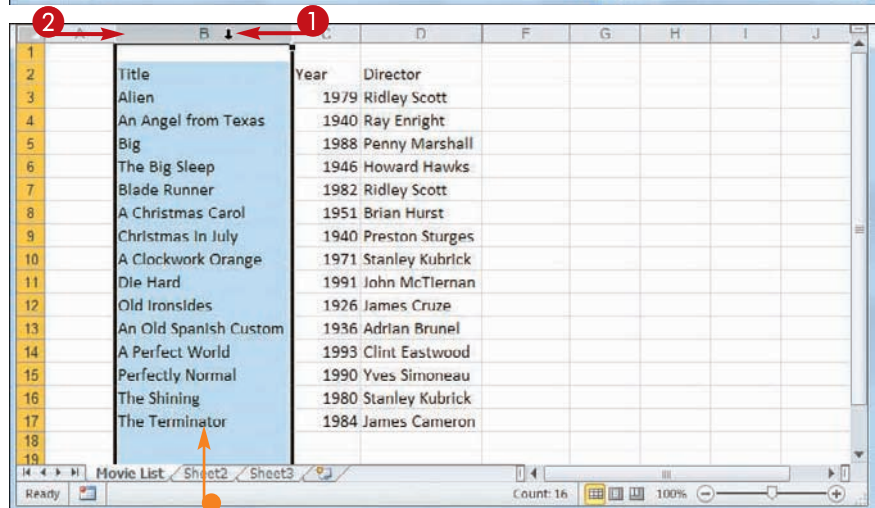 2 1
A B C D F G H I J
1
2 Title Year Director
3 Alien 1979 Ridley Scott
4 An Angel from Texas 1940 Ray Enright
5 Big 1988 Penny Marshall
6 The Big Sleep 1946 Howard Hawks
7 Blade Runner 1982 Ridley Scott
8 A Christmas Carol 1951 Brian Hurst
9 Christmas In July 1940 Preston Sturges
10 A Clockwork Orange 1971 Stanley Kubrick
11 Die Hard 1991 John McTiernan
12 Old Ironsides 1926 James Cruze
13 An Old Spanish Custom 1936 Adrian Brunel
14 A Perfect World 1993 Clint Eastwood
15 Perfectly Normal 1990 Yves Simoneau
16 The Shining 1980 Stanley Kubrick
17 The Terminator 1984 James Cameron
18
19
Movie List Sheet2 Sheet3
Ready Count: 16 100%